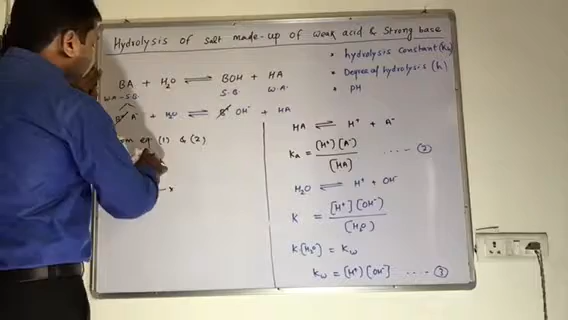 Hydrolysis of salt made-up of weak acid & strong base
• hydrolysis constant (kh)
• Degree of hydrolysis (h)
• PH
BA + H₂O ⇌ BOH + HA
W.A-S.B. S.B. W.A.
B⁺ A⁻ + H₂O ⇌ B⁺ OH⁻ + HA
eq (1) & (2)
HA ⇌ H⁺ + A⁻
Ka = [H⁺][A⁻] / [HA] ---- (2)
H₂O ⇌ H⁺ + OH⁻
K = [H⁺][OH⁻] / [H₂O]
K·[H₂O] = Kw
Kw = [H⁺][OH⁻] ---- (3)